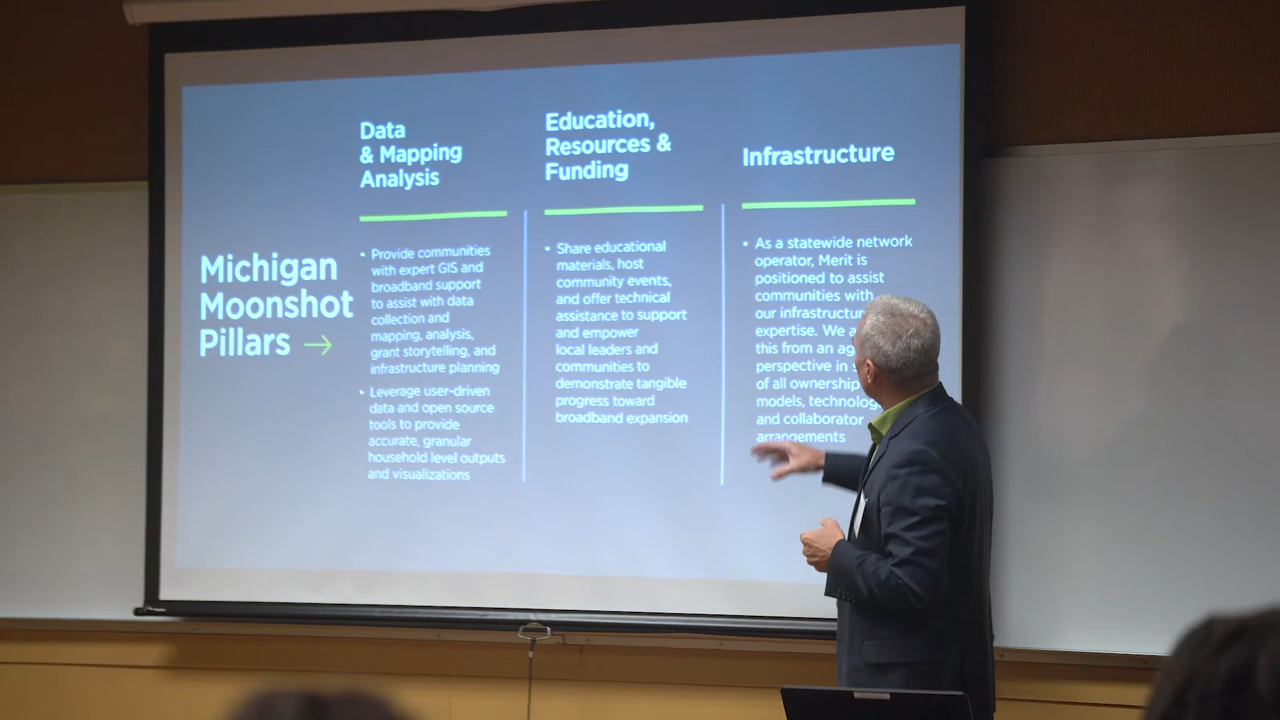 Michigan
Moonshot
Pillars →
Data
& Mapping
Analysis
• Provide communities
with expert GIS and
broadband support
to assist with data
collection and
mapping, analysis,
grant storytelling, and
infrastructure planning
• Leverage user-driven
data and open source
tools to provide
accurate, granular
household level outputs
and visualizations
Education,
Resources &
Funding
• Share educational
materials, host
community events,
and offer technical
assistance to support
and empower
local leaders and
communities to
demonstrate tangible
progress toward
broadband expansion
Infrastructure
• As a statewide network
operator, Merit is
positioned to assist
communities with
our infrastructure
expertise. We
this from an
perspective in
of all ownership
models,
and collaborator
arrangements